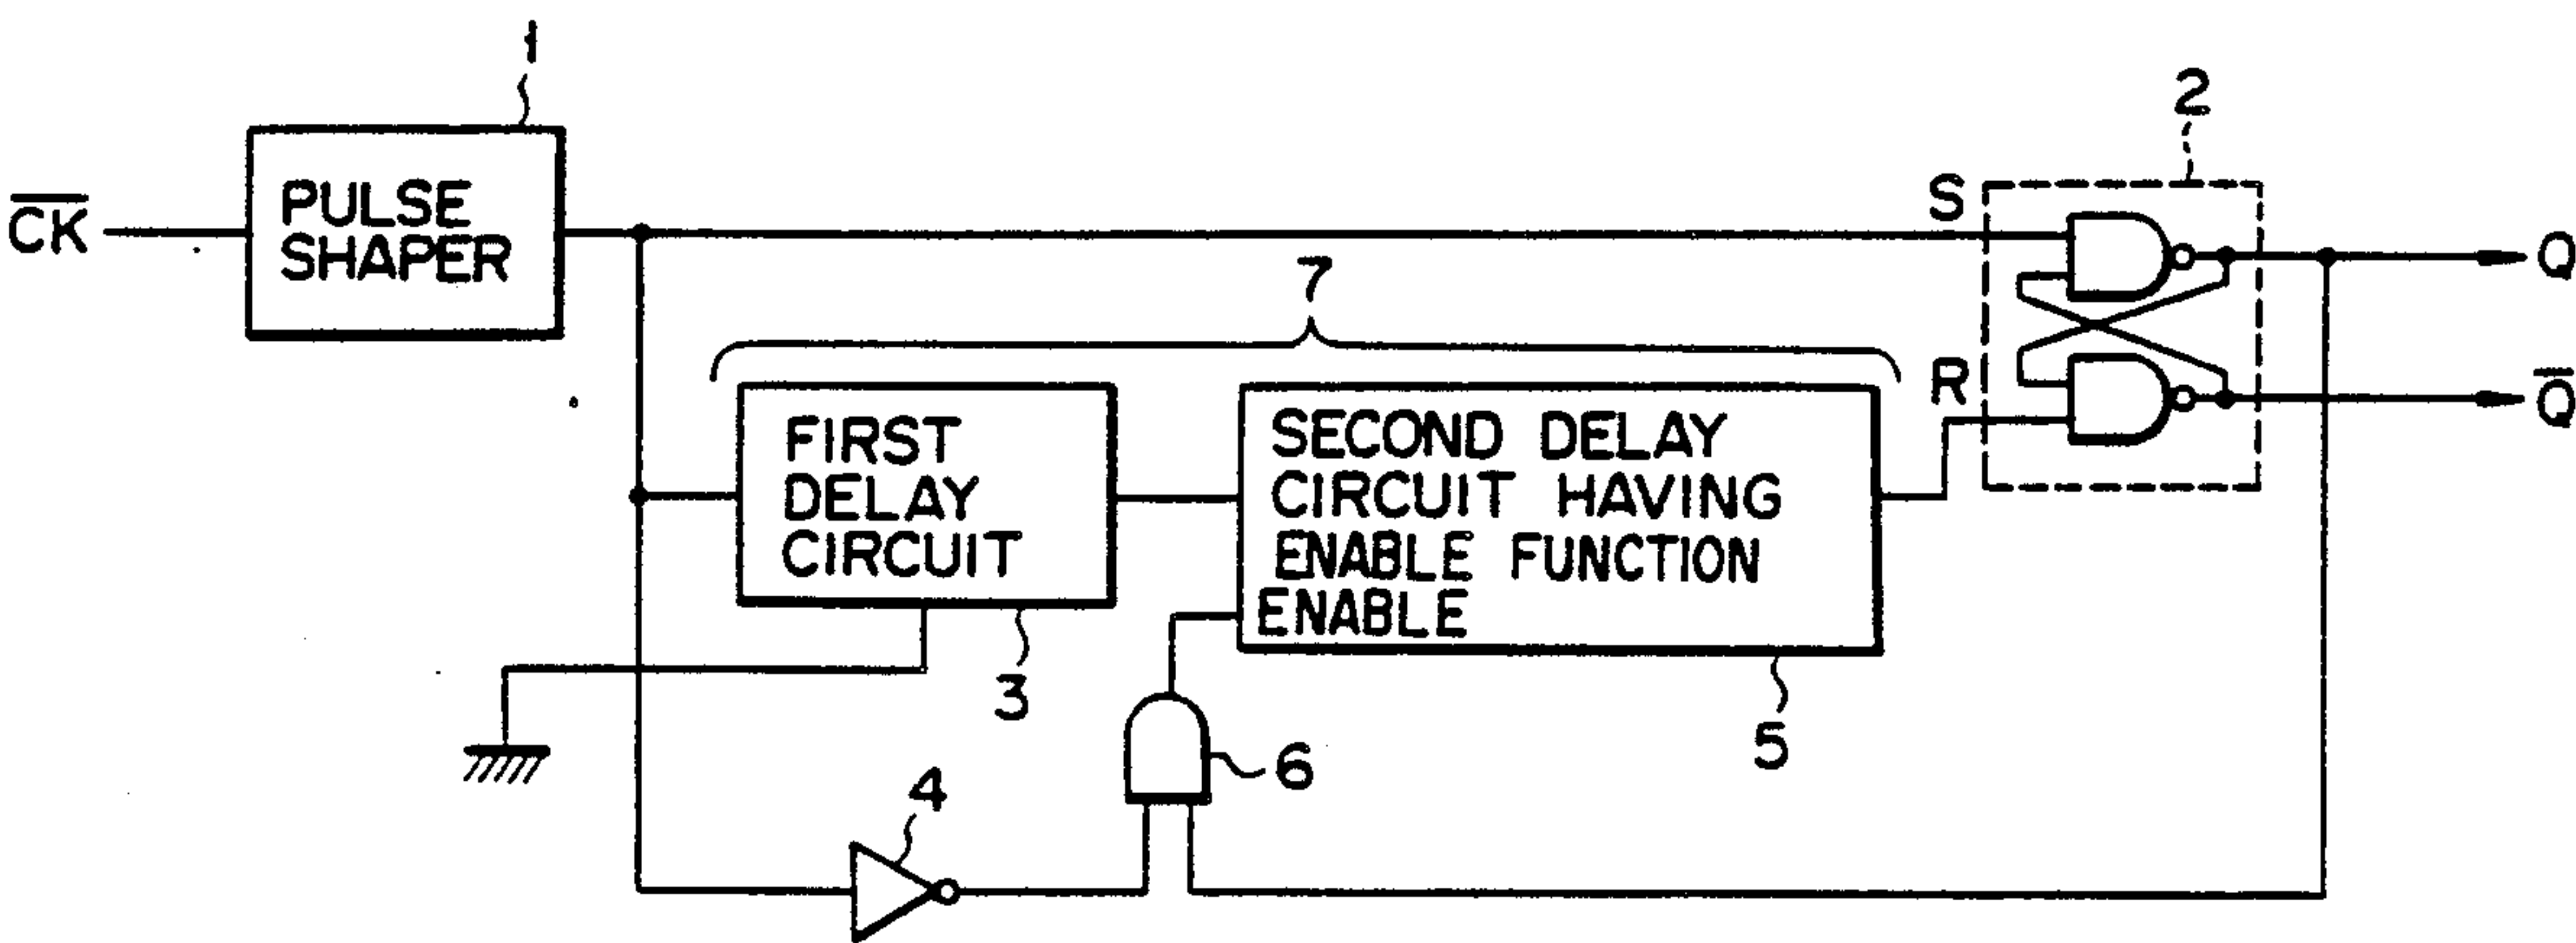 1
2
C̅K̅
PULSE
SHAPER
S
Q
7
R
Q̅
FIRST
DELAY
CIRCUIT
SECOND DELAY
CIRCUIT HAVING
ENABLE FUNCTION
ENABLE
3
5
6
4